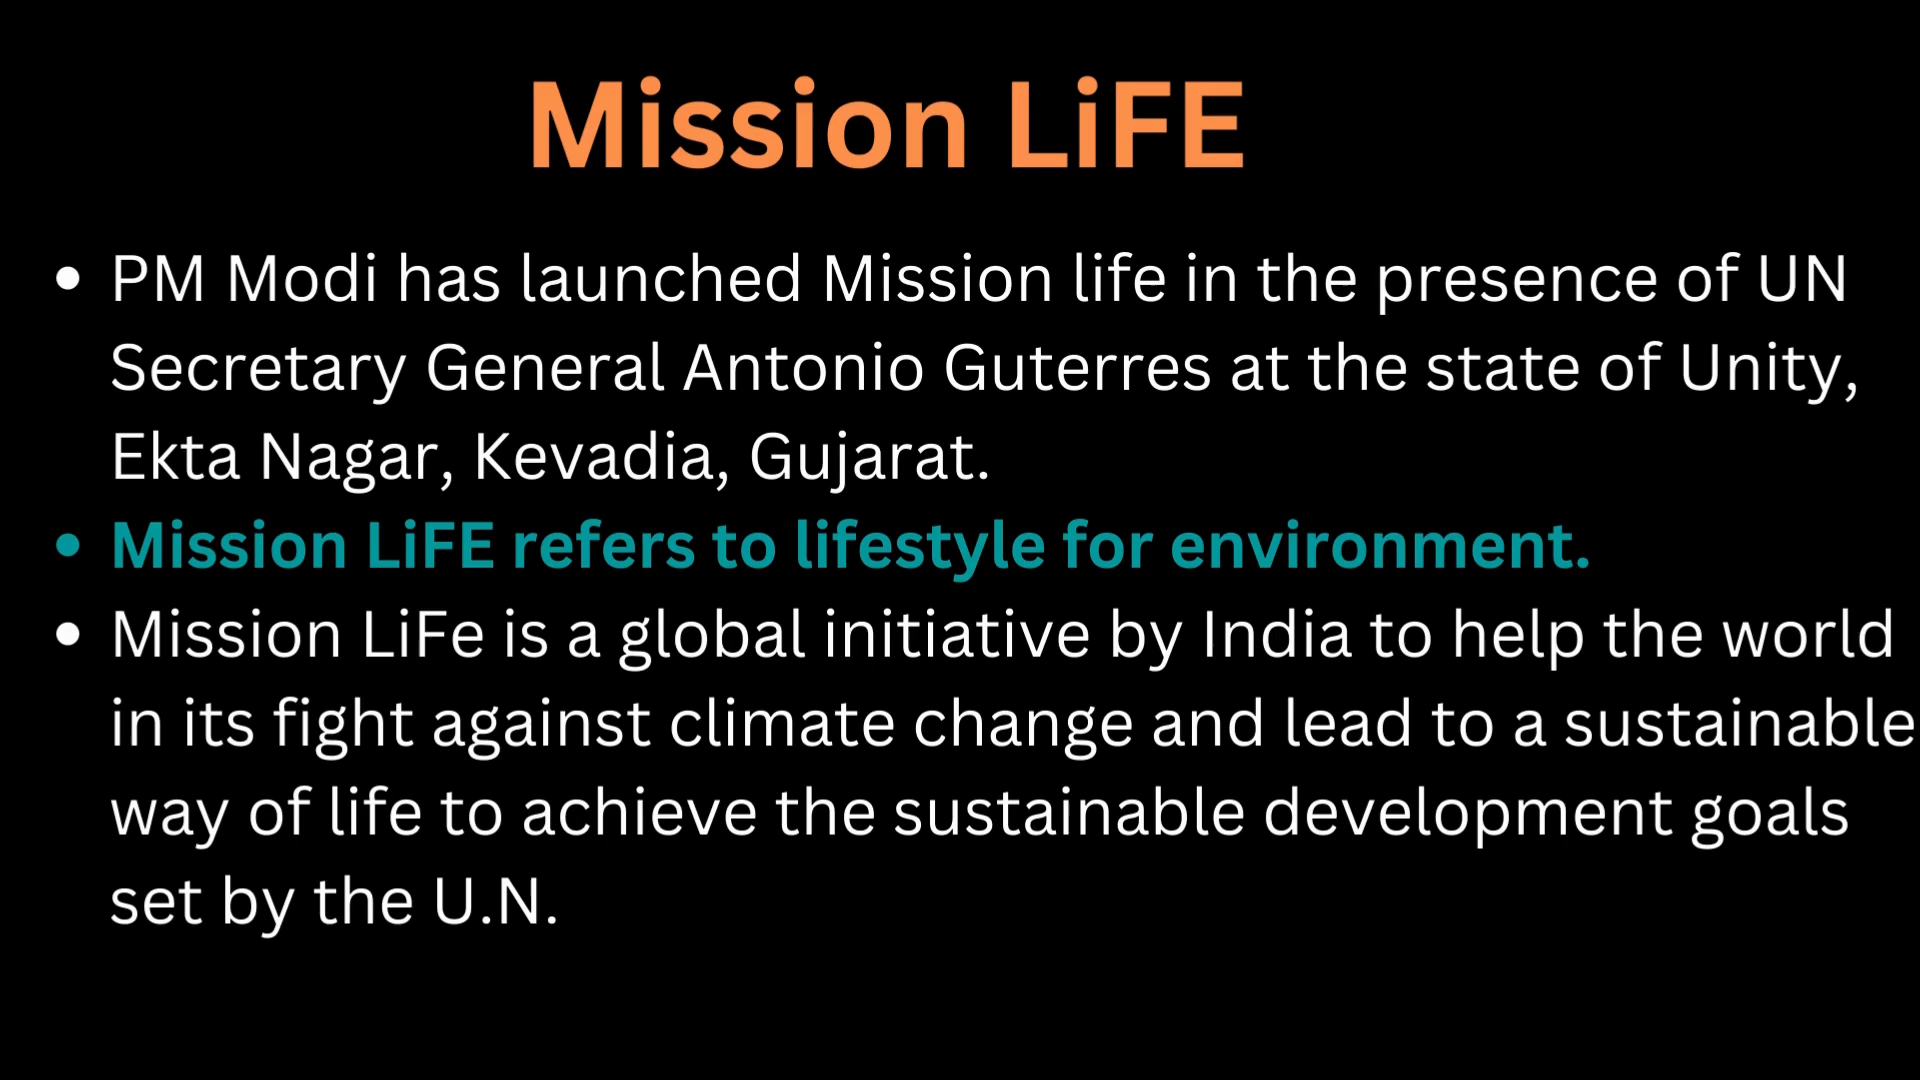 Mission LiFE
• PM Modi has launched Mission life in the presence of UN
Secretary General Antonio Guterres at the state of Unity,
Ekta Nagar, Kevadia, Gujarat.
• Mission LiFE refers to lifestyle for environment.
• Mission LiFe is a global initiative by India to help the world
in its fight against climate change and lead to a sustainable
way of life to achieve the sustainable development goals
set by the U.N.